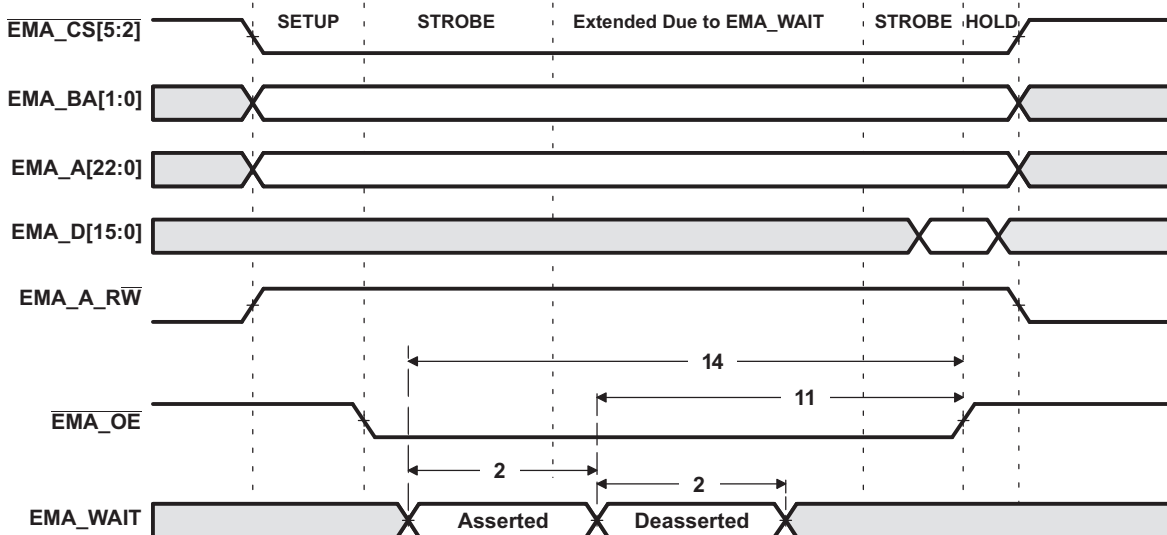 SETUP STROBE Extended Due to EMA_WAIT STROBE HOLD
EMA_CS[5:2]
EMA_BA[1:0]
EMA_A[22:0]
EMA_D[15:0]
EMA_A_RW
14
11
EMA_OE
2
2
EMA_WAIT Asserted Deasserted